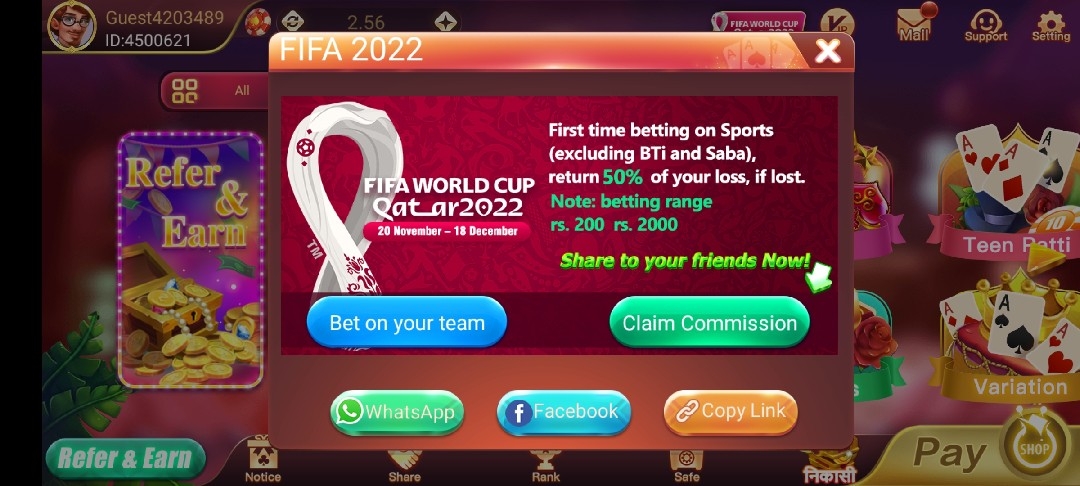 Guest4203489
ID:4500621
2.56
FIFA WORLD CUP
Mail
Support
Setting
FIFA 2022
All
Refer
&
Earn
FIFA WORLD CUP
Qatar2022
20 November – 18 December
TM
First time betting on Sports
(excluding BTi and Saba),
return 50% of your loss, if lost.
Note: betting range
rs. 200 rs. 2000
Share to your friends Now!
Bet on your team
Claim Commission
WhatsApp
Facebook
Copy Link
10
Teen Patti
Variation
Refer & Earn
Notice
Share
Rank
Safe
निकासी
Pay
SHOP